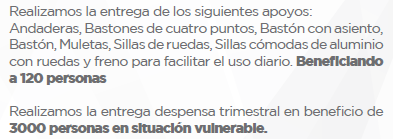 Realizamos la entrega de los siguientes apoyos:
Andaderas, Bastones de cuatro puntos, Bastón con asiento,
Bastón, Muletas, Sillas de ruedas, Sillas cómodas de aluminio
con ruedas y freno para facilitar el uso diario. Beneficiando
a 120 personas
Realizamos la entrega despensa trimestral en beneficio de
3000 personas en situación vulnerable.